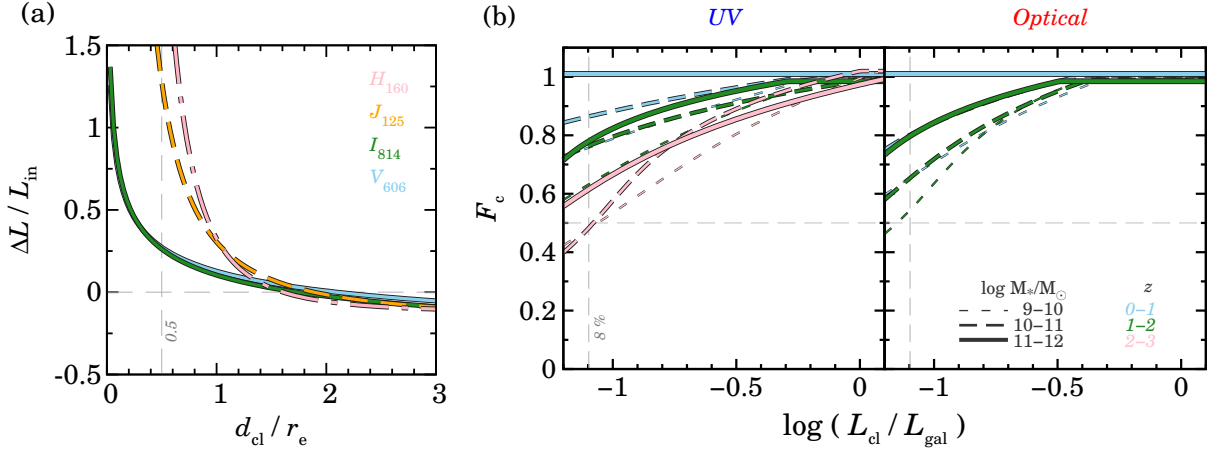 (a)
1.5
1
0.5
0
-0.5
ΔL / L_in
0
1
2
3
d_cl / r_e
0.5
H_160
J_125
I_814
V_606
(b)
UV
Optical
F_c
1
0.8
0.6
0.4
0.2
0
8 %
−1
−0.5
0
−1
−0.5
0
log ( L_cl / L_gal )
log M_*/M_⊙
z
9−10
0−1
10−11
1−2
11−12
2−3